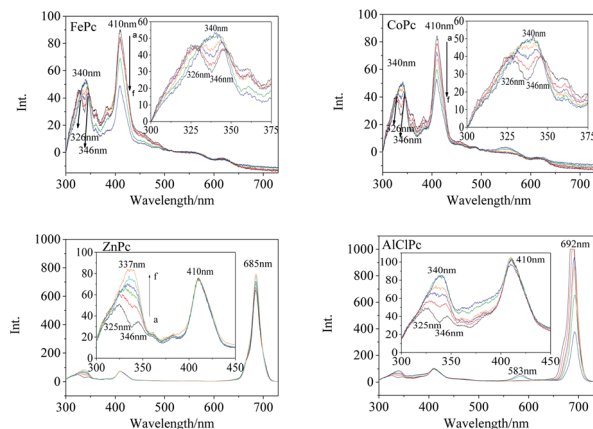 FePc
410nm
a
f
340nm
326nm
346nm
Int.
100
80
60
40
20
0
300 400 500 600 700
Wavelength/nm
60
50
40
30
20
10
0
340nm
326nm
346nm
300 325 350 375
CoPc
410nm
a
f
340nm
326nm
346nm
Int.
120
100
80
60
40
20
0
-20
300 400 500 600 700
Wavelength/nm
60
50
40
30
20
10
0
340nm
326nm
346nm
300 325 350 375
ZnPc
685nm
Int.
1000
800
600
400
200
0
300 400 500 600 700
Wavelength/nm
100
80
60
40
20
0
337nm
f
a
325nm
346nm
410nm
300 350 400 450
AlClPc
692nm
583nm
Int.
1000
800
600
400
200
0
300 400 500 600 700
Wavelength/nm
100
80
60
40
20
0
340nm
325nm
346nm
410nm
300 350 400 450